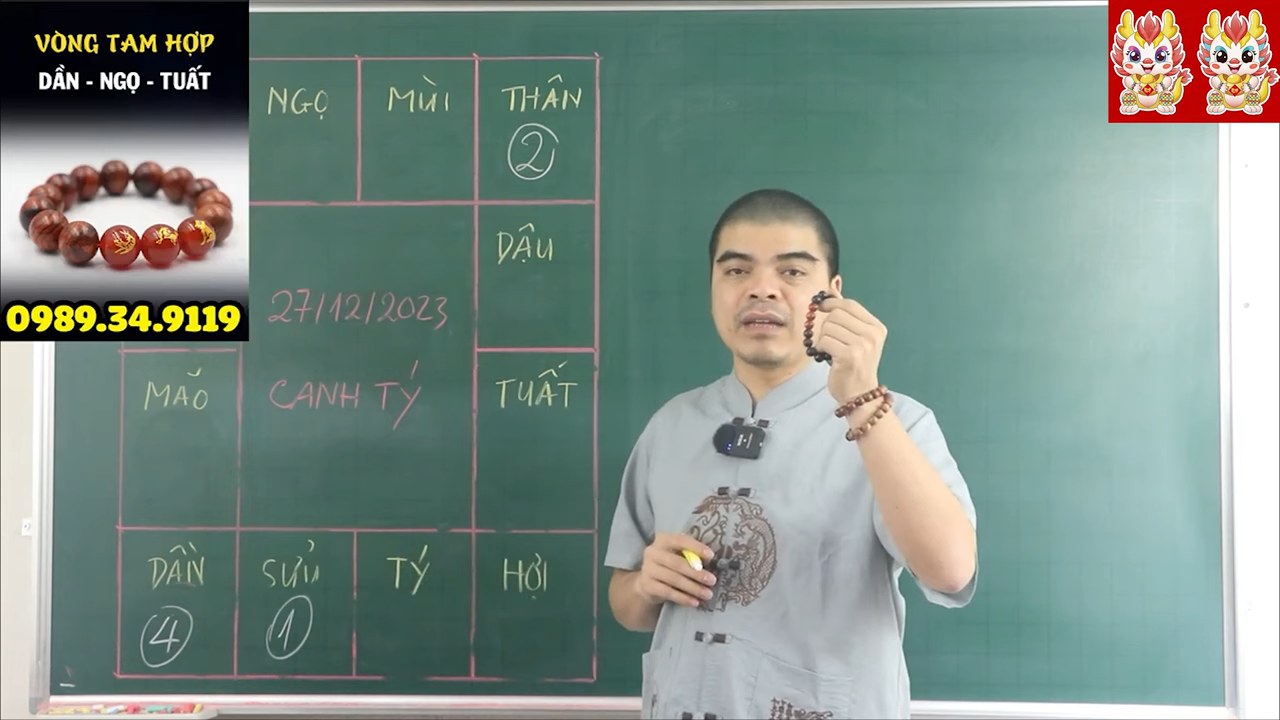 VÒNG TAM HỢP
DẦN - NGỌ - TUẤT
0989.34.9119
NGỌ
MÙI
THÂN
2
DẬU
27/12/2023
CANH TÝ
MÃO
TUẤT
DẦN
SỬU
TÝ
HỢI
4
1